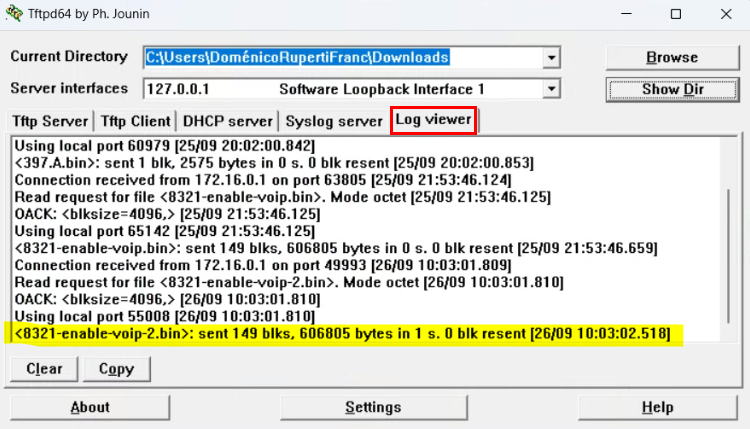 Tftpd64 by Ph. Jounin
Current Directory C:\Users\DoménicoRupertiFranc\Downloads Browse
Server interfaces 127.0.0.1 Software Loopback Interface 1 Show Dir
Tftp Server Tftp Client DHCP server Syslog server Log viewer
Using local port 60979 [25/09 20:02:00.842]
<397.A.bin>: sent 1 blk, 2575 bytes in 0 s. 0 blk resent [25/09 20:02:00.853]
Connection received from 172.16.0.1 on port 63805 [25/09 21:53:46.124]
Read request for file <8321-enable-voip.bin>. Mode octet [25/09 21:53:46.125]
OACK: <blksize=4096,> [25/09 21:53:46.125]
Using local port 65142 [25/09 21:53:46.125]
<8321-enable-voip.bin>: sent 149 blks, 606805 bytes in 0 s. 0 blk resent [25/09 21:53:46.659]
Connection received from 172.16.0.1 on port 49993 [26/09 10:03:01.809]
Read request for file <8321-enable-voip-2.bin>. Mode octet [26/09 10:03:01.810]
OACK: <blksize=4096,> [26/09 10:03:01.810]
Using local port 55008 [26/09 10:03:01.810]
<8321-enable-voip-2.bin>: sent 149 blks, 606805 bytes in 1 s. 0 blk resent [26/09 10:03:02.518]
Clear Copy
About Settings Help